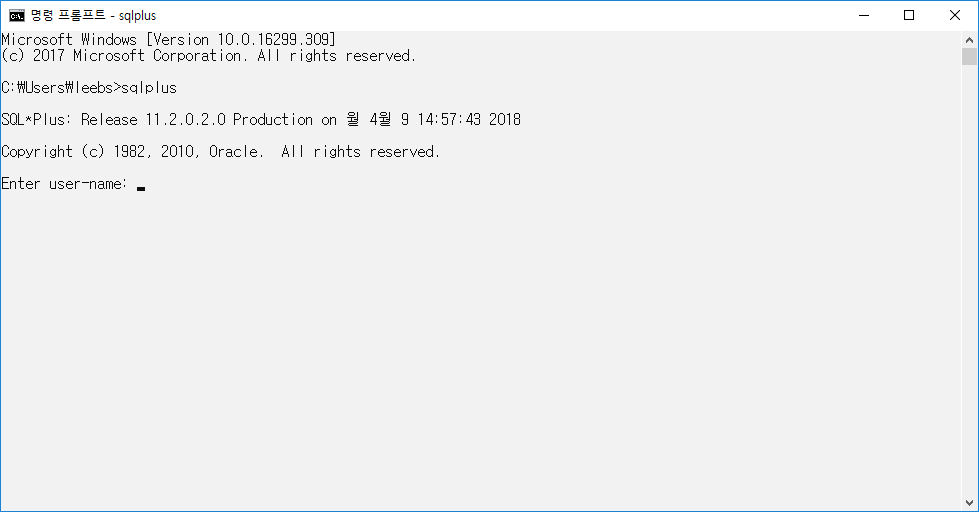 명령 프롬프트 - sqlplus
Microsoft Windows [Version 10.0.16299.309]
(c) 2017 Microsoft Corporation. All rights reserved.
C:₩Users₩leebs>sqlplus
SQL*Plus: Release 11.2.0.2.0 Production on 월 4월 9 14:57:43 2018
Copyright (c) 1982, 2010, Oracle.  All rights reserved.
Enter user-name: